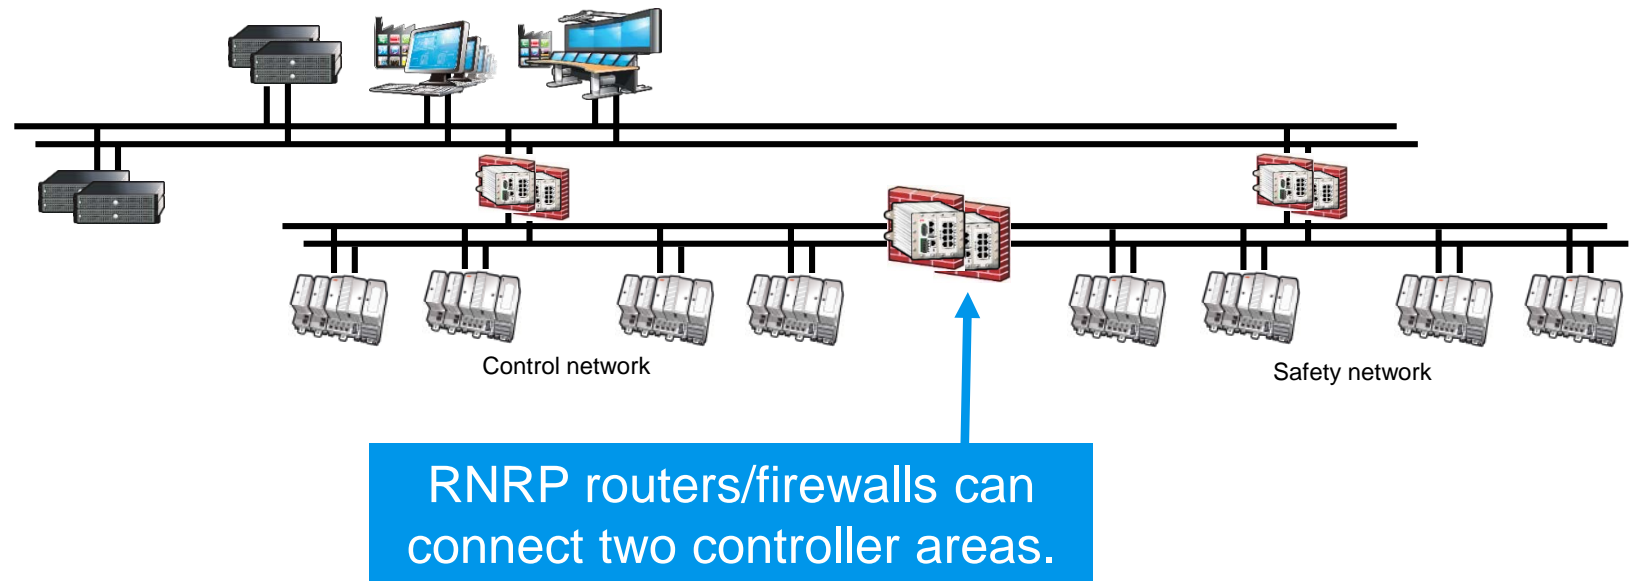 Control network
Safety network
RNRP routers/firewalls can
connect two controller areas.